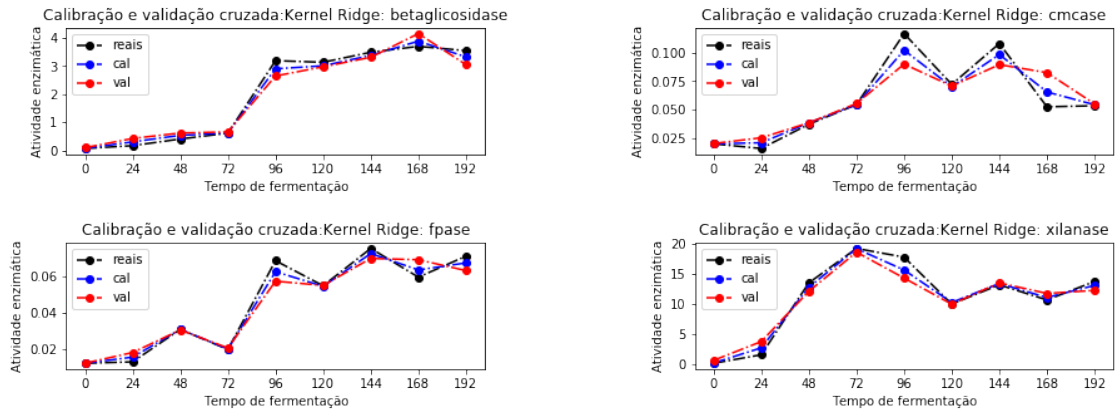 Calibração e validação cruzada:Kernel Ridge: betaglicosidase
Atividade enzimática
4
3
2
1
0
reais
cal
val
0 24 48 72 96 120 144 168 192
Tempo de fermentação
Calibração e validação cruzada:Kernel Ridge: cmcase
Atividade enzimática
0.100
0.075
0.050
0.025
reais
cal
val
0 24 48 72 96 120 144 168 192
Tempo de fermentação
Calibração e validação cruzada:Kernel Ridge: fpase
Atividade enzimática
0.06
0.04
0.02
reais
cal
val
0 24 48 72 96 120 144 168 192
Tempo de fermentação
Calibração e validação cruzada:Kernel Ridge: xilanase
Atividade enzimática
20
15
10
5
0
reais
cal
val
0 24 48 72 96 120 144 168 192
Tempo de fermentação